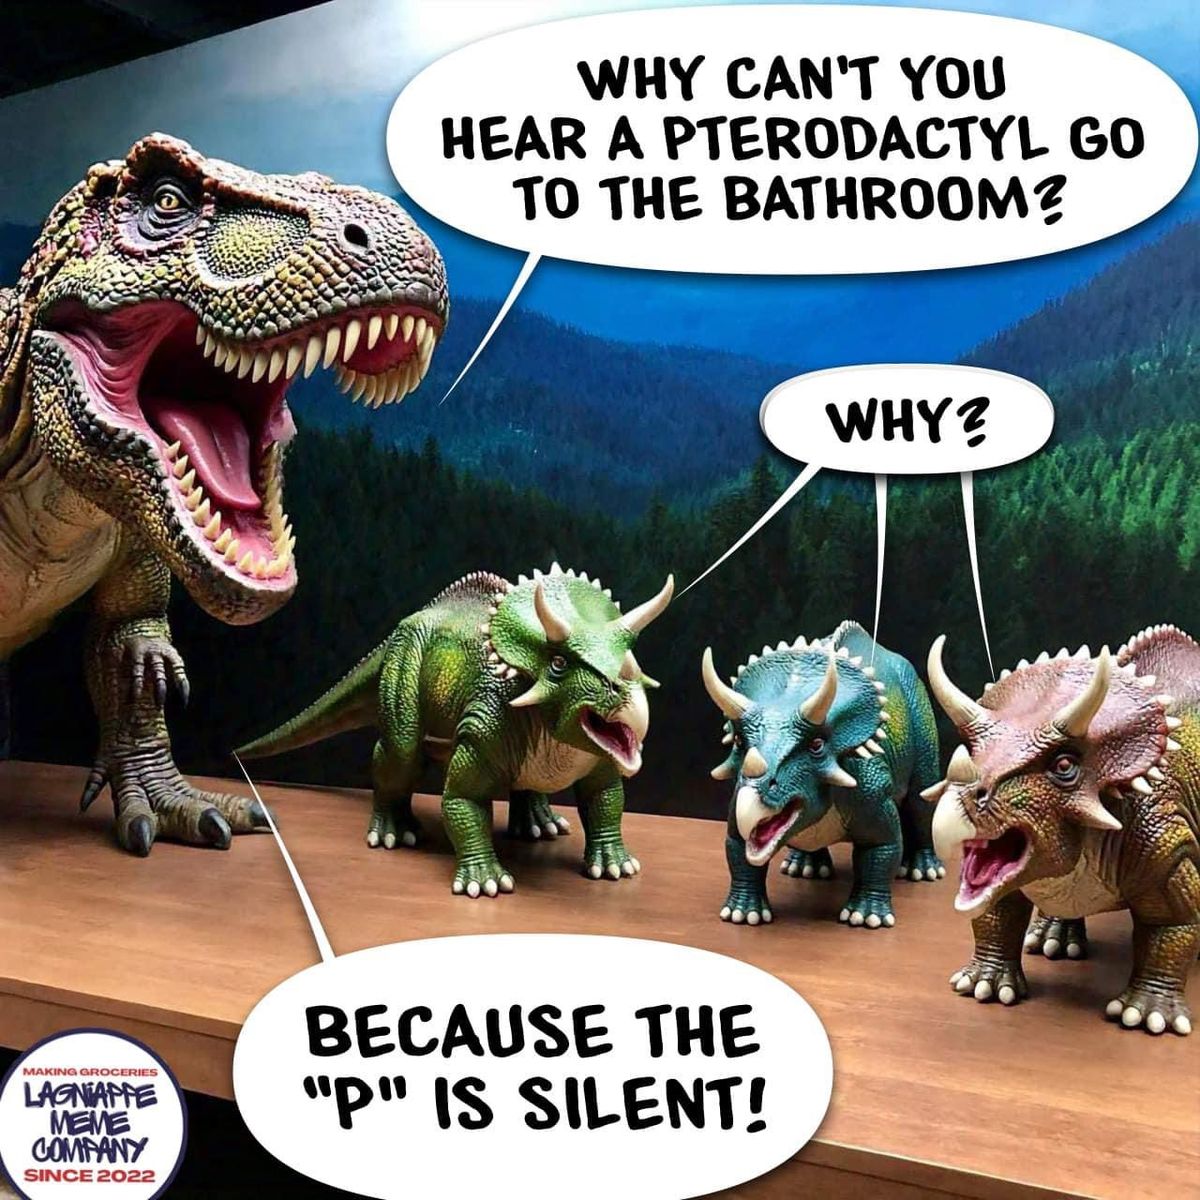 WHY CAN'T YOU
HEAR A PTERODACTYL GO
TO THE BATHROOM?
WHY?
BECAUSE THE
"P" IS SILENT!
MAKING GROCERIES
LAGNIAPPE
MEME
COMPANY
SINCE 2022